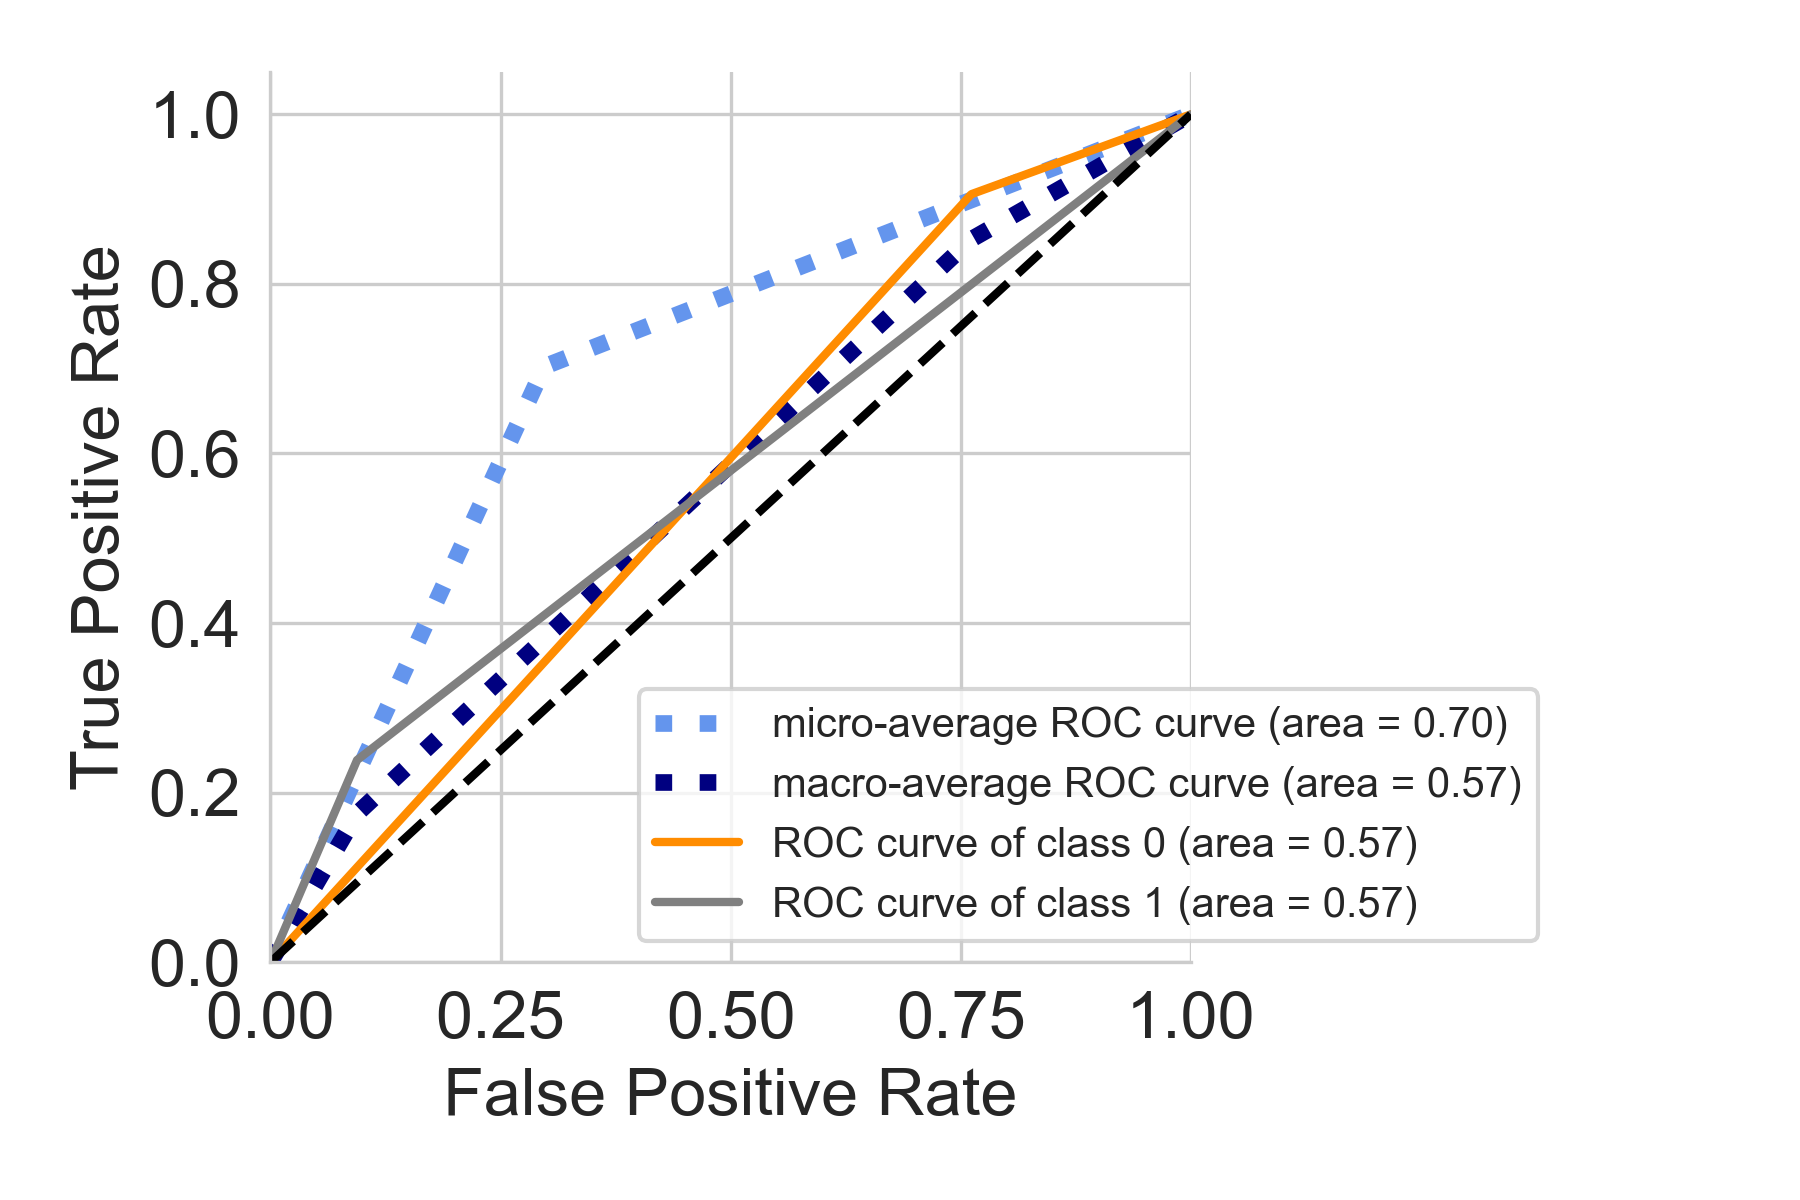 True Positive Rate
1.0
0.8
0.6
0.4
0.2
0.0
0.00 0.25 0.50 0.75 1.00
False Positive Rate
micro-average ROC curve (area = 0.70)
macro-average ROC curve (area = 0.57)
ROC curve of class 0 (area = 0.57)
ROC curve of class 1 (area = 0.57)